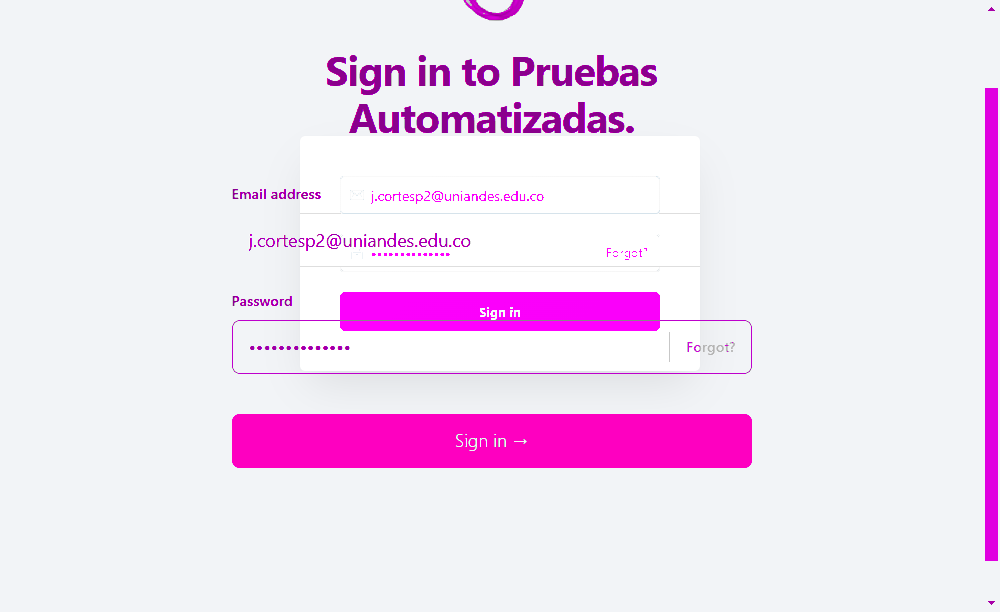 Sign in to Pruebas
Automatizadas.
Email address
j.cortesp2@uniandes.edu.co
j.cortesp2@uniandes.edu.co
Forgot?
Password
Sign in
Forgot?
Sign in →